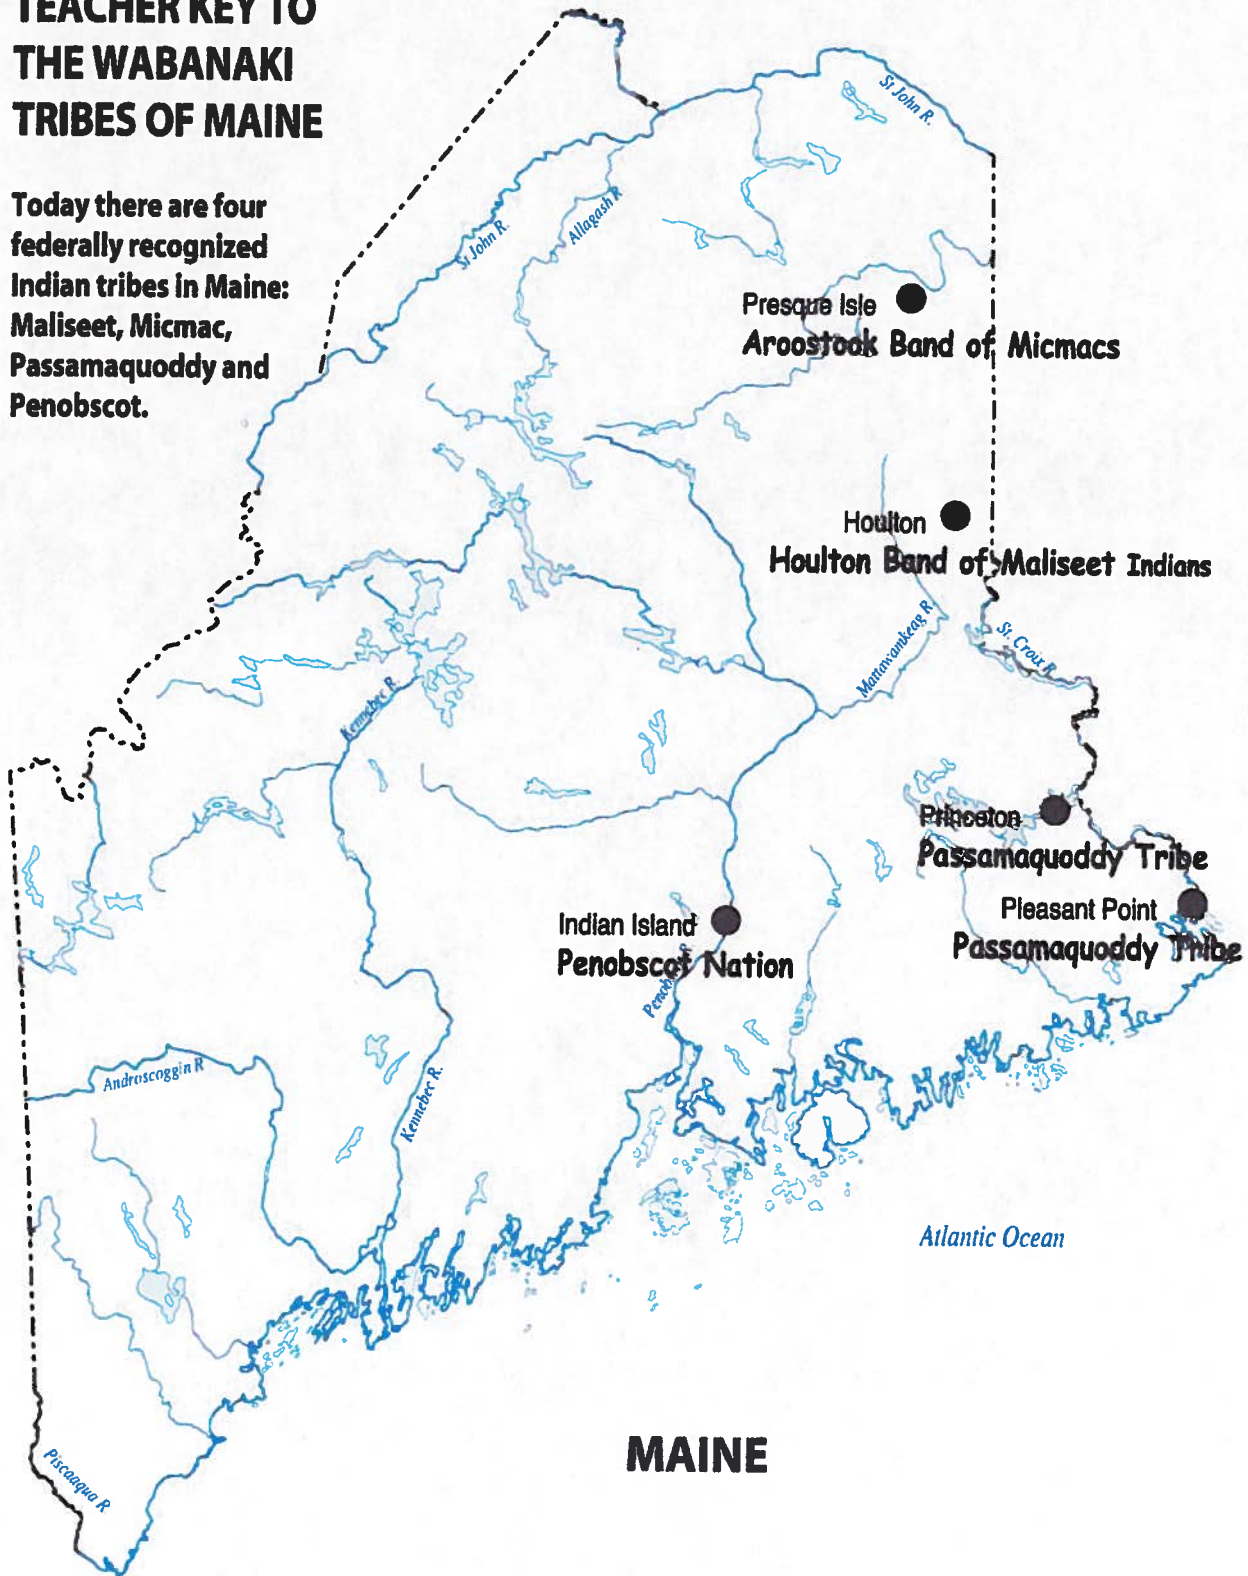 TEACHER KEY TO
THE WABANAKI
TRIBES OF MAINE
Today there are four
federally recognized
Indian tribes in Maine:
Maliseet, Micmac,
Passamaquoddy and
Penobscot.
St John R.
St John R.
Allagash R
Presque Isle
Aroostook Band of Micmacs
Houlton
Houlton Band of Maliseet Indians
Mattawamkeag R
St. Croix R
Kennebec R.
Princeton
Passamaquoddy Tribe
Pleasant Point
Passamaquoddy Tribe
Indian Island
Penobscot Nation
Androscoggin R
Kennebec R.
Atlantic Ocean
MAINE
Piscaaqua R